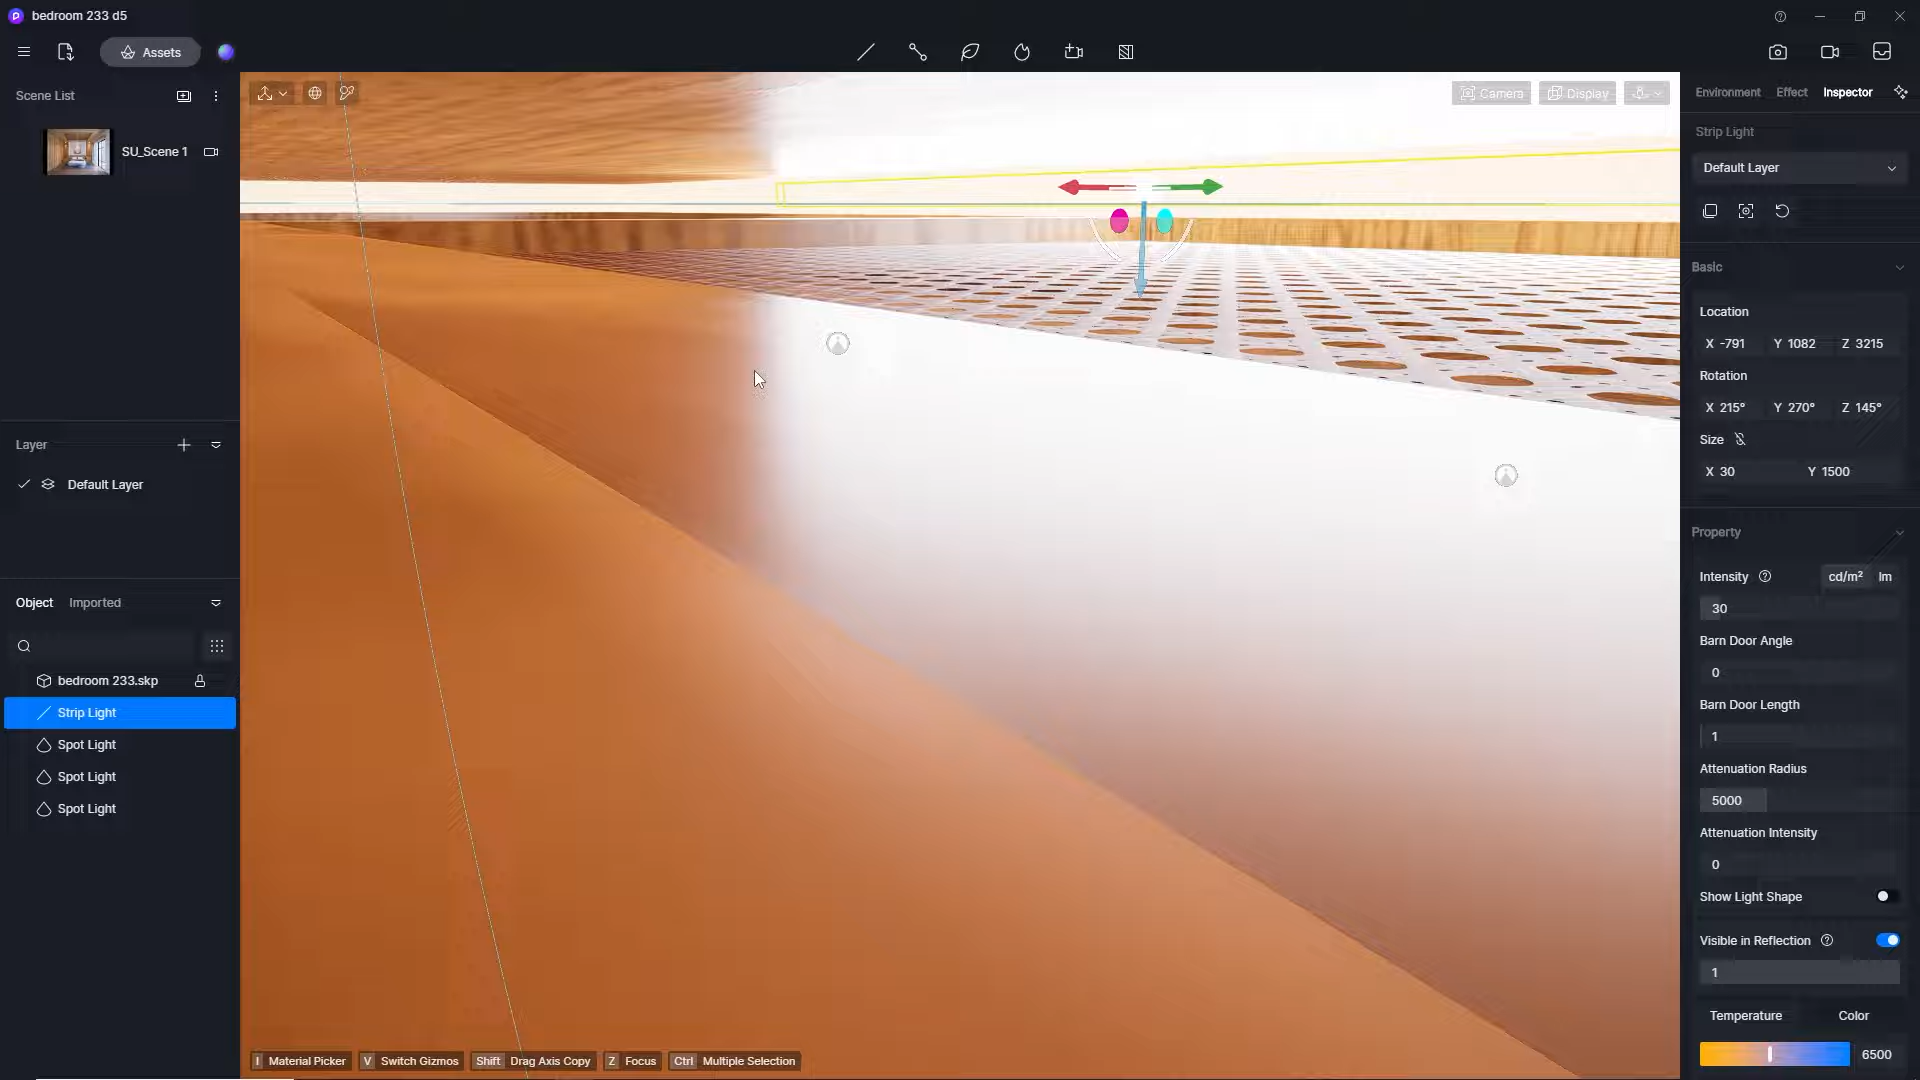 bedroom 233 d5
Assets
Scene List
SU_Scene 1
Layer
Default Layer
Object Imported
bedroom 233.skp
Strip Light
Spot Light
Spot Light
Spot Light
Camera Display
I Material Picker V Switch Gizmos Shift Drag Axis Copy Z Focus Ctrl Multiple Selection
Environment Effect Inspector
Strip Light
Default Layer
Basic
Location
X -791 Y 1082 Z 3215
Rotation
X 215° Y 270° Z 145°
Size
X 30 Y 1500
Property
Intensity cd/m² lm
30
Barn Door Angle
0
Barn Door Length
1
Attenuation Radius
5000
Attenuation Intensity
0
Show Light Shape
Visible in Reflection
1
Temperature Color
6500